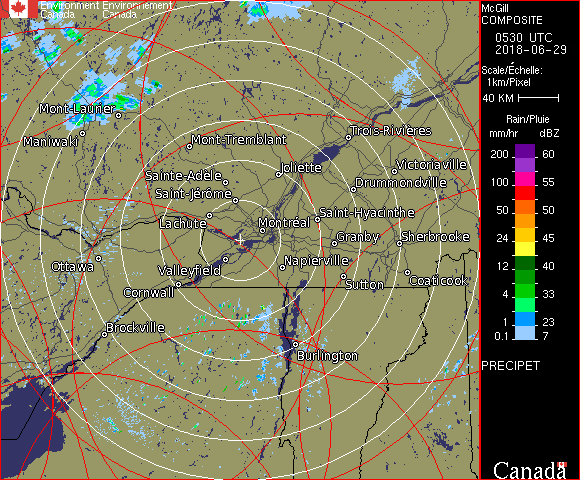 Environment Environnement
Canada Canada
McGill
COMPOSITE
0530 UTC
2018-06-29
Scale/Échelle:
1km/Pixel
40 KM
Rain/Pluie
mm/hr dBZ
200 60
100 55
50 50
24 45
12 40
4 33
1 23
0.1 7
PRECIPET
Canada
Mont-Laurier
Maniwaki
Mont-Tremblant
Trois-Rivières
Joliette
Victoriaville
Sainte-Adèle
Drummondville
Saint-Jérôme
Lachute
Montréal
Saint-Hyacinthe
Granby
Sherbrooke
Ottawa
Valleyfield
Napierville
Cornwall
Sutton
Coaticook
Brockville
Burlington